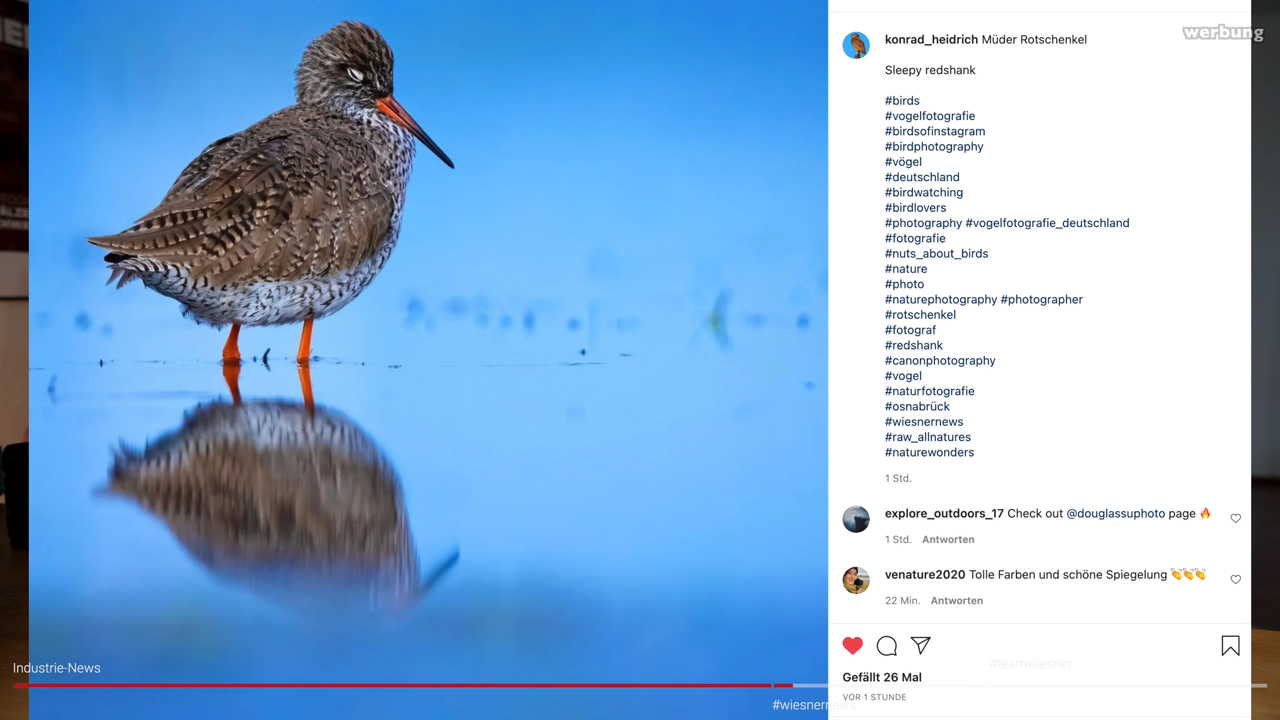 werbung
konrad_heidrich Müder Rotschenkel
Sleepy redshank
#birds
#vogelfotografie
#birdsofinstagram
#birdphotography
#vögel
#deutschland
#birdwatching
#birdlovers
#photography #vogelfotografie_deutschland
#fotografie
#nuts_about_birds
#nature
#photo
#naturephotography #photographer
#rotschenkel
#fotograf
#redshank
#canonphotography
#vogel
#naturfotografie
#osnabrück
#wiesnernews
#raw_allnatures
#naturewonders
1 Std.
explore_outdoors_17 Check out @douglassuphoto page 🔥
1 Std. Antworten
venature2020 Tolle Farben und schöne Spiegelung 👏👏👏
22 Min. Antworten
Gefällt 26 Mal
VOR 1 STUNDE
Industrie-News
#teamwiesner
#wiesnernews